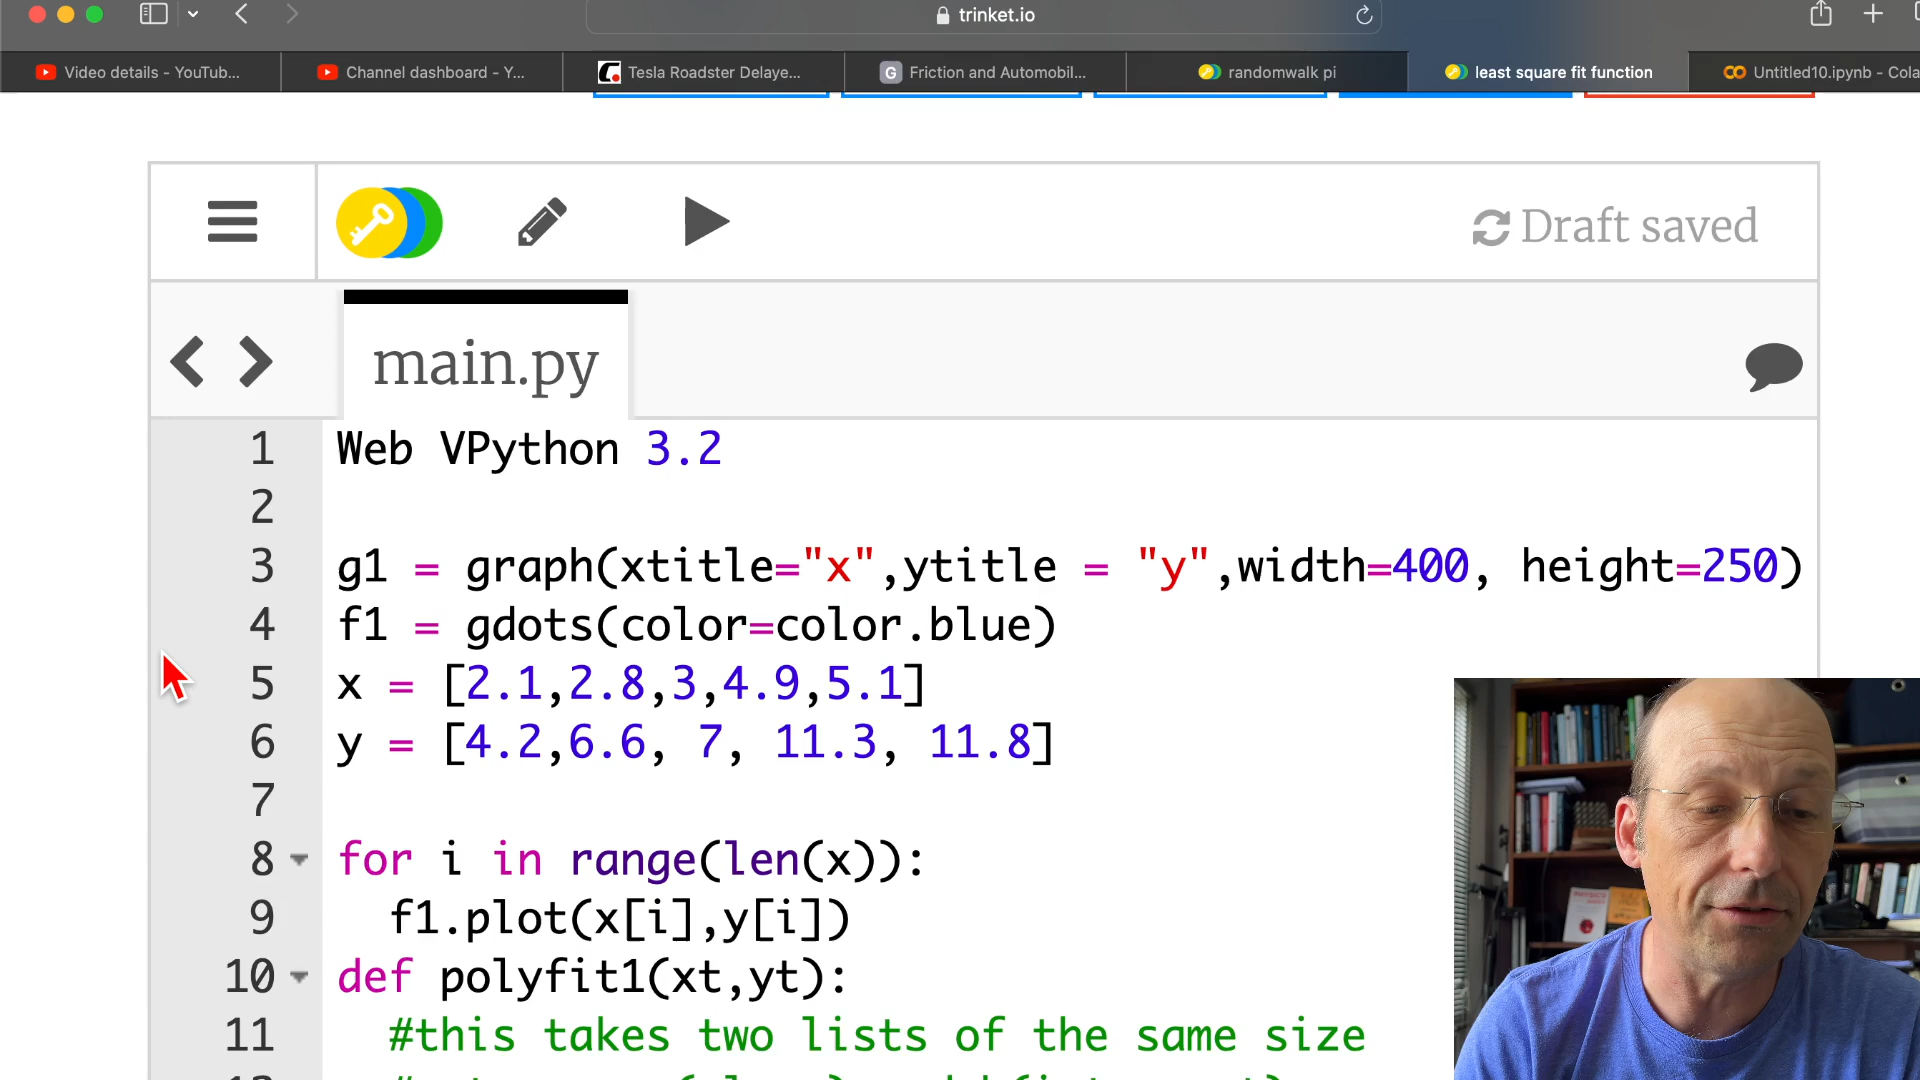 trinket.io
Video details - YouTub...
Channel dashboard - Y...
Tesla Roadster Delaye...
G Friction and Automobil...
randomwalk pi
least square fit function
Untitled10.ipynb - Cola
Draft saved
main.py
1 Web VPython 3.2
2
3 g1 = graph(xtitle="x",ytitle = "y",width=400, height=250)
4 f1 = gdots(color=color.blue)
5 x = [2.1,2.8,3,4.9,5.1]
6 y = [4.2,6.6, 7, 11.3, 11.8]
7
8 for i in range(len(x)):
9 f1.plot(x[i],y[i])
10 def polyfit1(xt,yt):
11 #this takes two lists of the same size